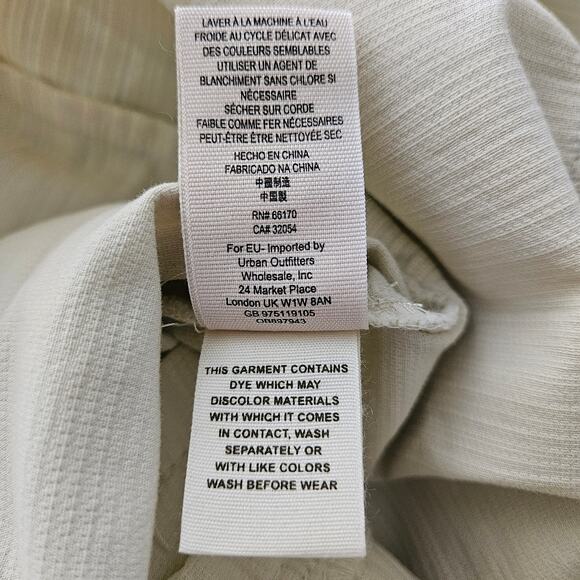 LAVER À LA MACHINE À L'EAU
FROIDE AU CYCLE DÉLICAT AVEC
DES COULEURS SEMBLABLES
UTILISER UN AGENT DE
BLANCHIMENT SANS CHLORE SI
NÉCESSAIRE
SÉCHER SUR CORDE
FAIBLE COMME FER NÉCESSAIRES
PEUT-ÊTRE ÊTRE NETTOYÉE SEC
HECHO EN CHINA
FABRICADO NA CHINA
中國制造
中国製
RN# 66170
CA# 32054
For EU- Imported by
Urban Outfitters
Wholesale, Inc
24 Market Place
London UK W1W 8AN
GB 975119105
OB897943
THIS GARMENT CONTAINS
DYE WHICH MAY
DISCOLOR MATERIALS
WITH WHICH IT COMES
IN CONTACT, WASH
SEPARATELY OR
WITH LIKE COLORS
WASH BEFORE WEAR